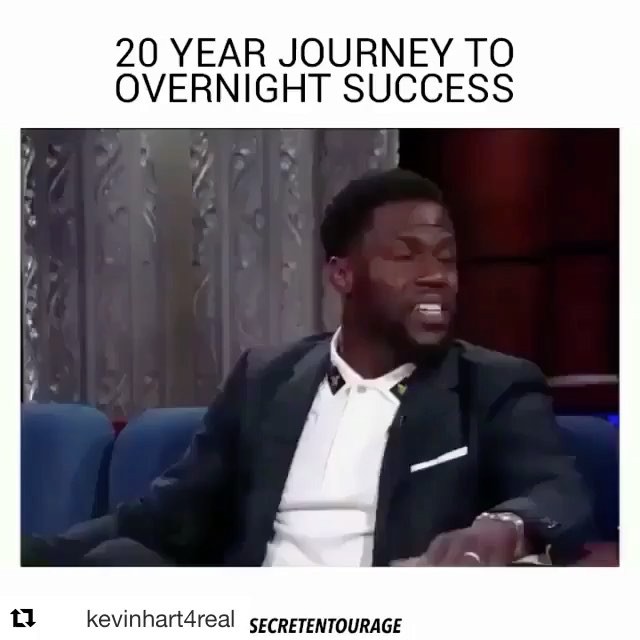 20 YEAR JOURNEY TO
OVERNIGHT SUCCESS
kevinhart4real
SECRETENTOURAGE